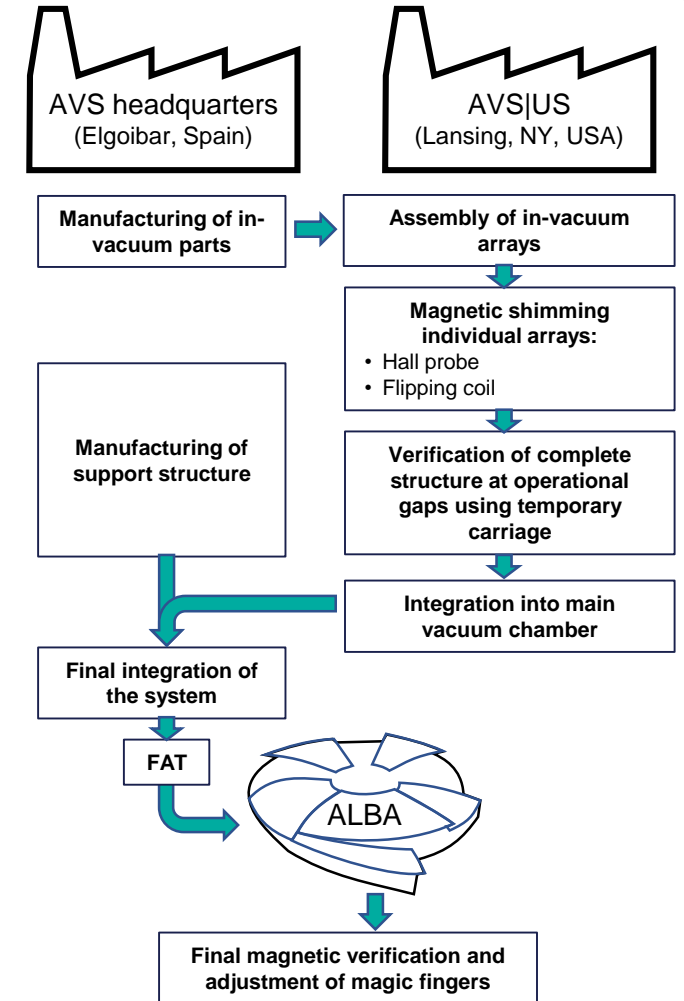 AVS headquarters
(Elgoibar, Spain)
AVS|US
(Lansing, NY, USA)
Manufacturing of in-
vacuum parts
Assembly of in-vacuum
arrays
Magnetic shimming
individual arrays:
• Hall probe
• Flipping coil
Manufacturing of
support structure
Verification of complete
structure at operational
gaps using temporary
carriage
Integration into main
vacuum chamber
Final integration of
the system
FAT
ALBA
Final magnetic verification and
adjustment of magic fingers